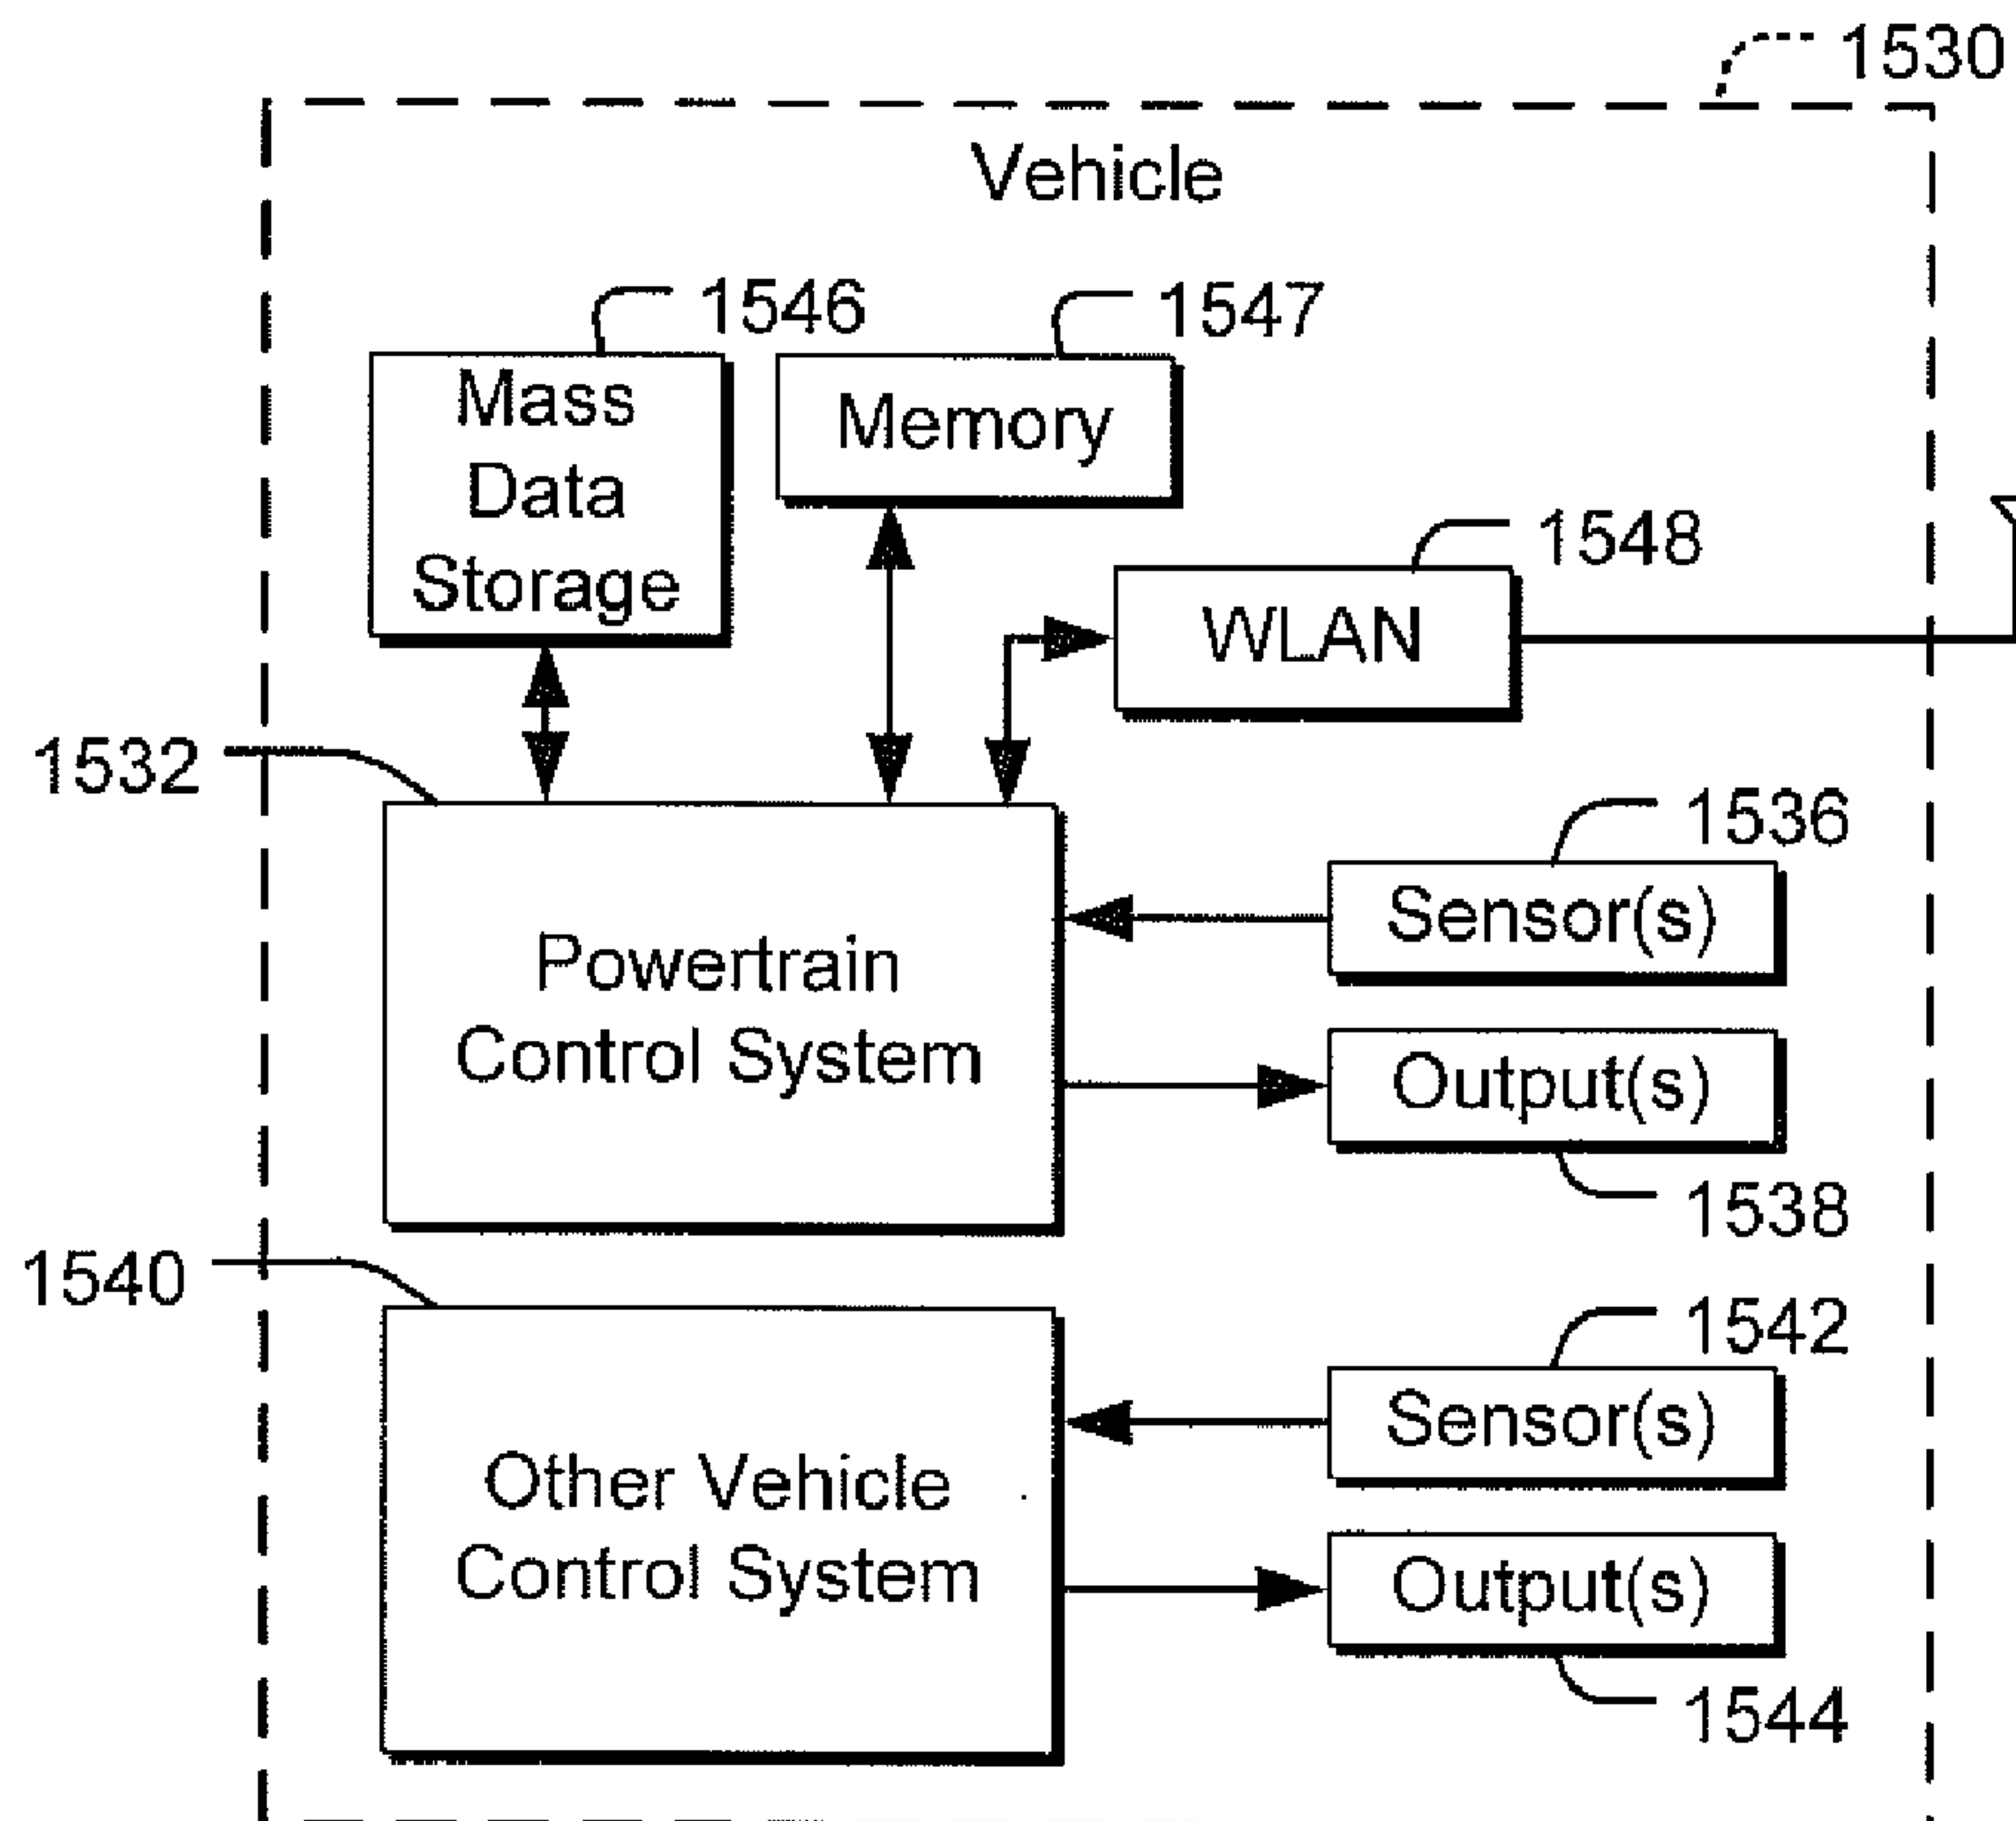 1530
Vehicle
1546
1547
Mass
Data
Storage
Memory
1548
WLAN
1532
1536
Sensor(s)
Powertrain
Control System
Output(s)
1538
1540
1542
Sensor(s)
Other Vehicle
Control System
Output(s)
1544